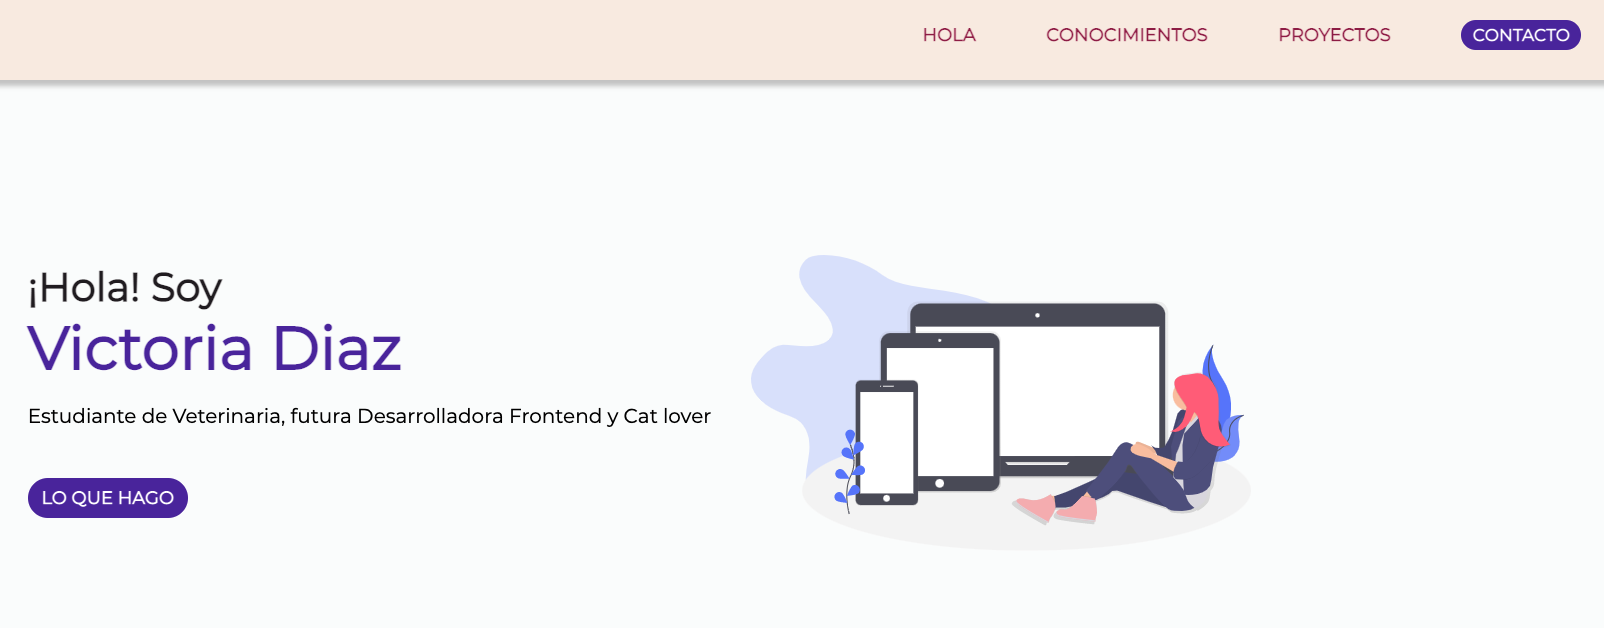 HOLA CONOCIMIENTOS PROYECTOS CONTACTO
¡Hola! Soy
Victoria Diaz
Estudiante de Veterinaria, futura Desarrolladora Frontend y Cat lover
LO QUE HAGO